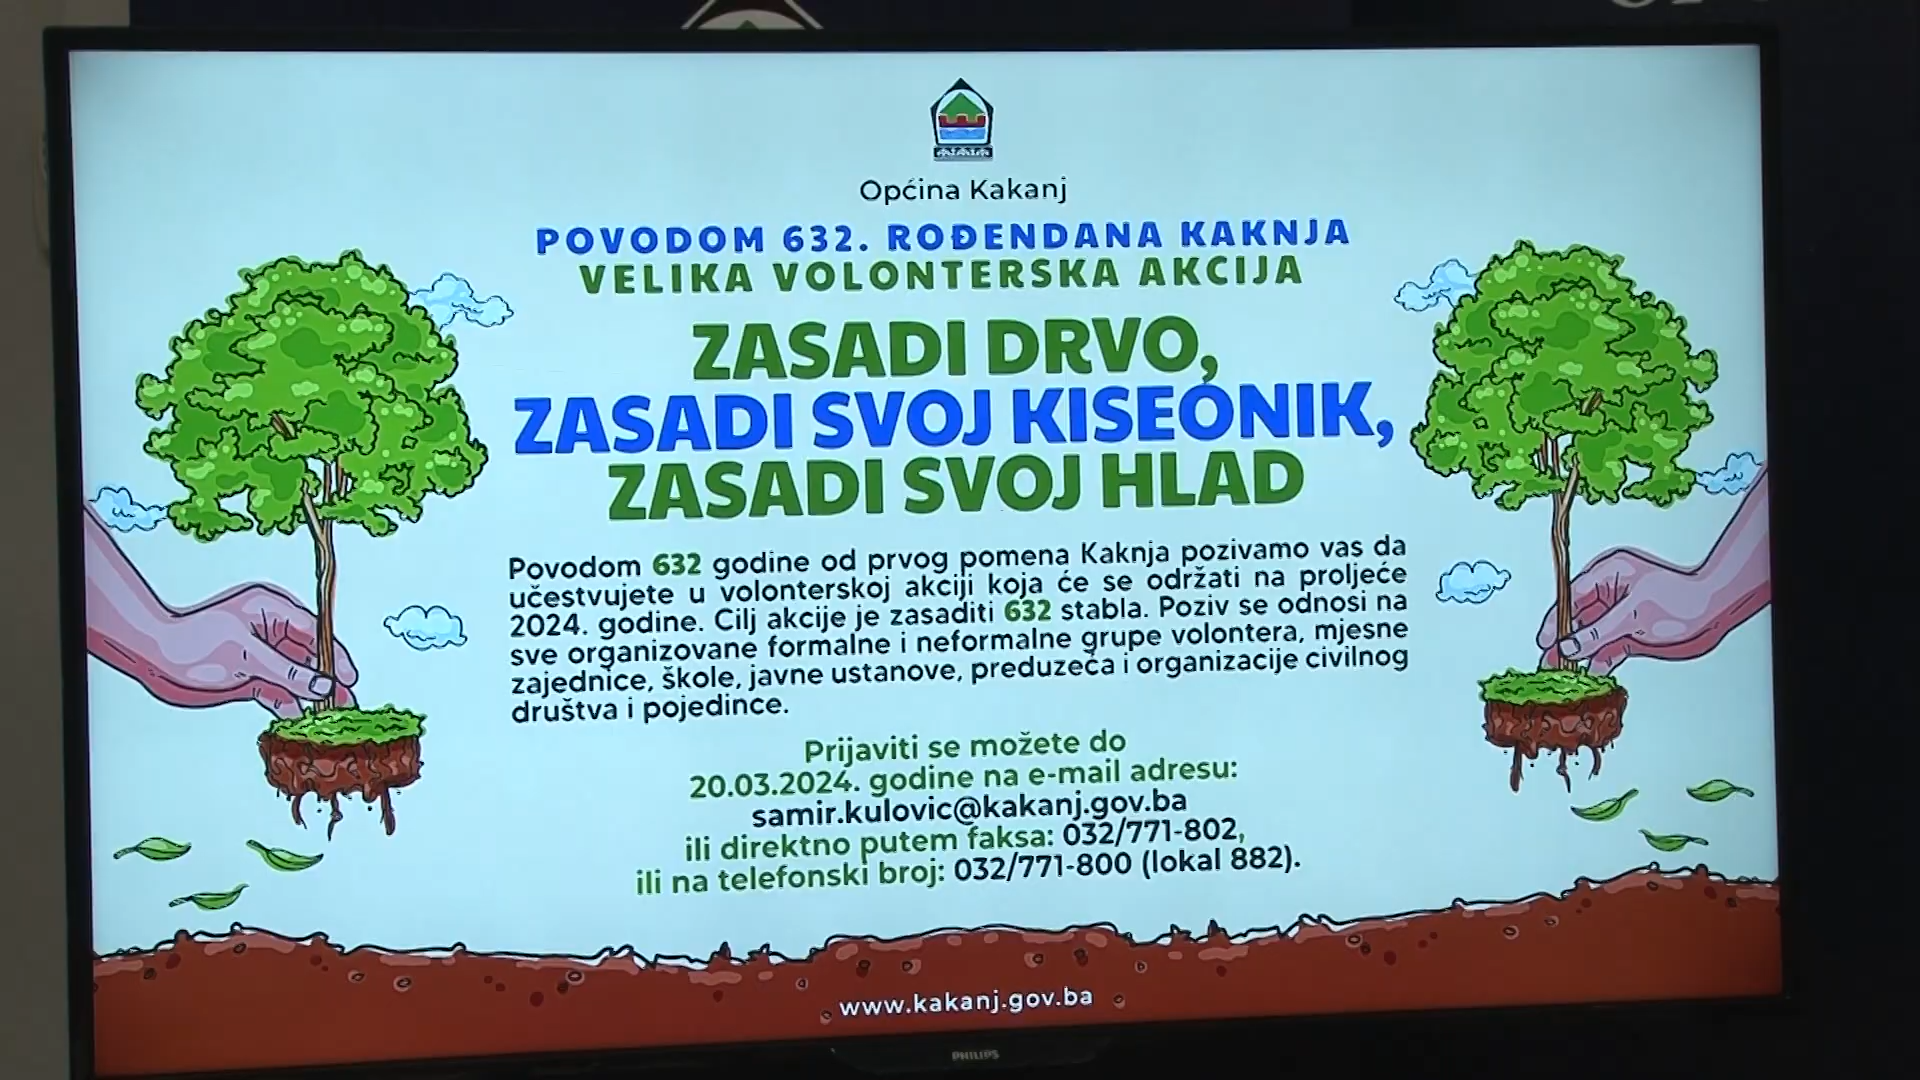 Općina Kakanj
POVODOM 632. ROĐENDANA KAKNJA
VELIKA VOLONTERSKA AKCIJA
ZASADI DRVO,
ZASADI SVOJ KISEONIK,
ZASADI SVOJ HLAD
Povodom 632 godine od prvog pomena Kaknja pozivamo vas da
učestvujete u volonterskoj akciji koja će se održati na proljeće
2024. godine. Cilj akcije je zasaditi 632 stabla. Poziv se odnosi na
sve organizovane formalne i neformalne grupe volontera, mjesne
zajednice, škole, javne ustanove, preduzeća i organizacije civilnog
društva i pojedince.
Prijaviti se možete do
20.03.2024. godine na e-mail adresu:
samir.kulovic@kakanj.gov.ba
ili direktno putem faksa: 032/771-802,
ili na telefonski broj: 032/771-800 (lokal 882).
www.kakanj.gov.ba
PHILIPS